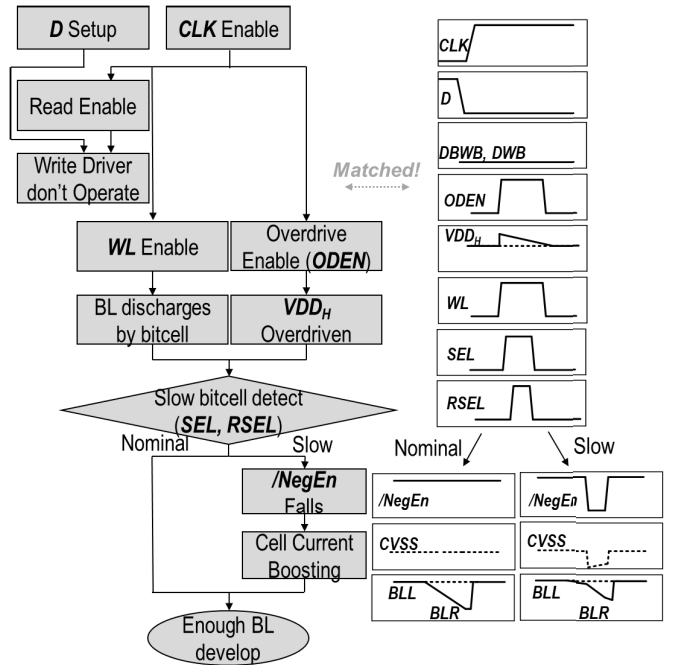 D Setup
CLK Enable
Read Enable
Write Driver
don't Operate
Matched!
WL Enable
Overdrive
Enable (ODEN)
BL discharges
by bitcell
VDDH
Overdriven
Slow bitcell detect
(SEL, RSEL)
Nominal
Slow
/NegEn
Falls
Cell Current
Boosting
Enough BL
develop
CLK
D
DBWB, DWB
ODEN
VDDH
WL
SEL
RSEL
Nominal
Slow
/NegEn
/NegEn
CVSS
CVSS
BLL
BLR
BLL
BLR